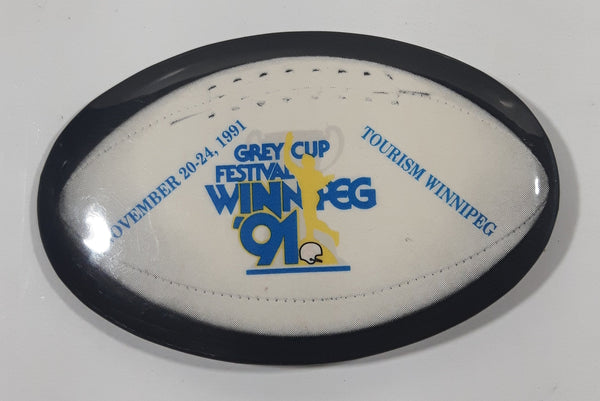 NOVEMBER 20-24, 1991
GREY CUP
FESTIVAL
WINNIPEG
'91
TOURISM WINNIPEG